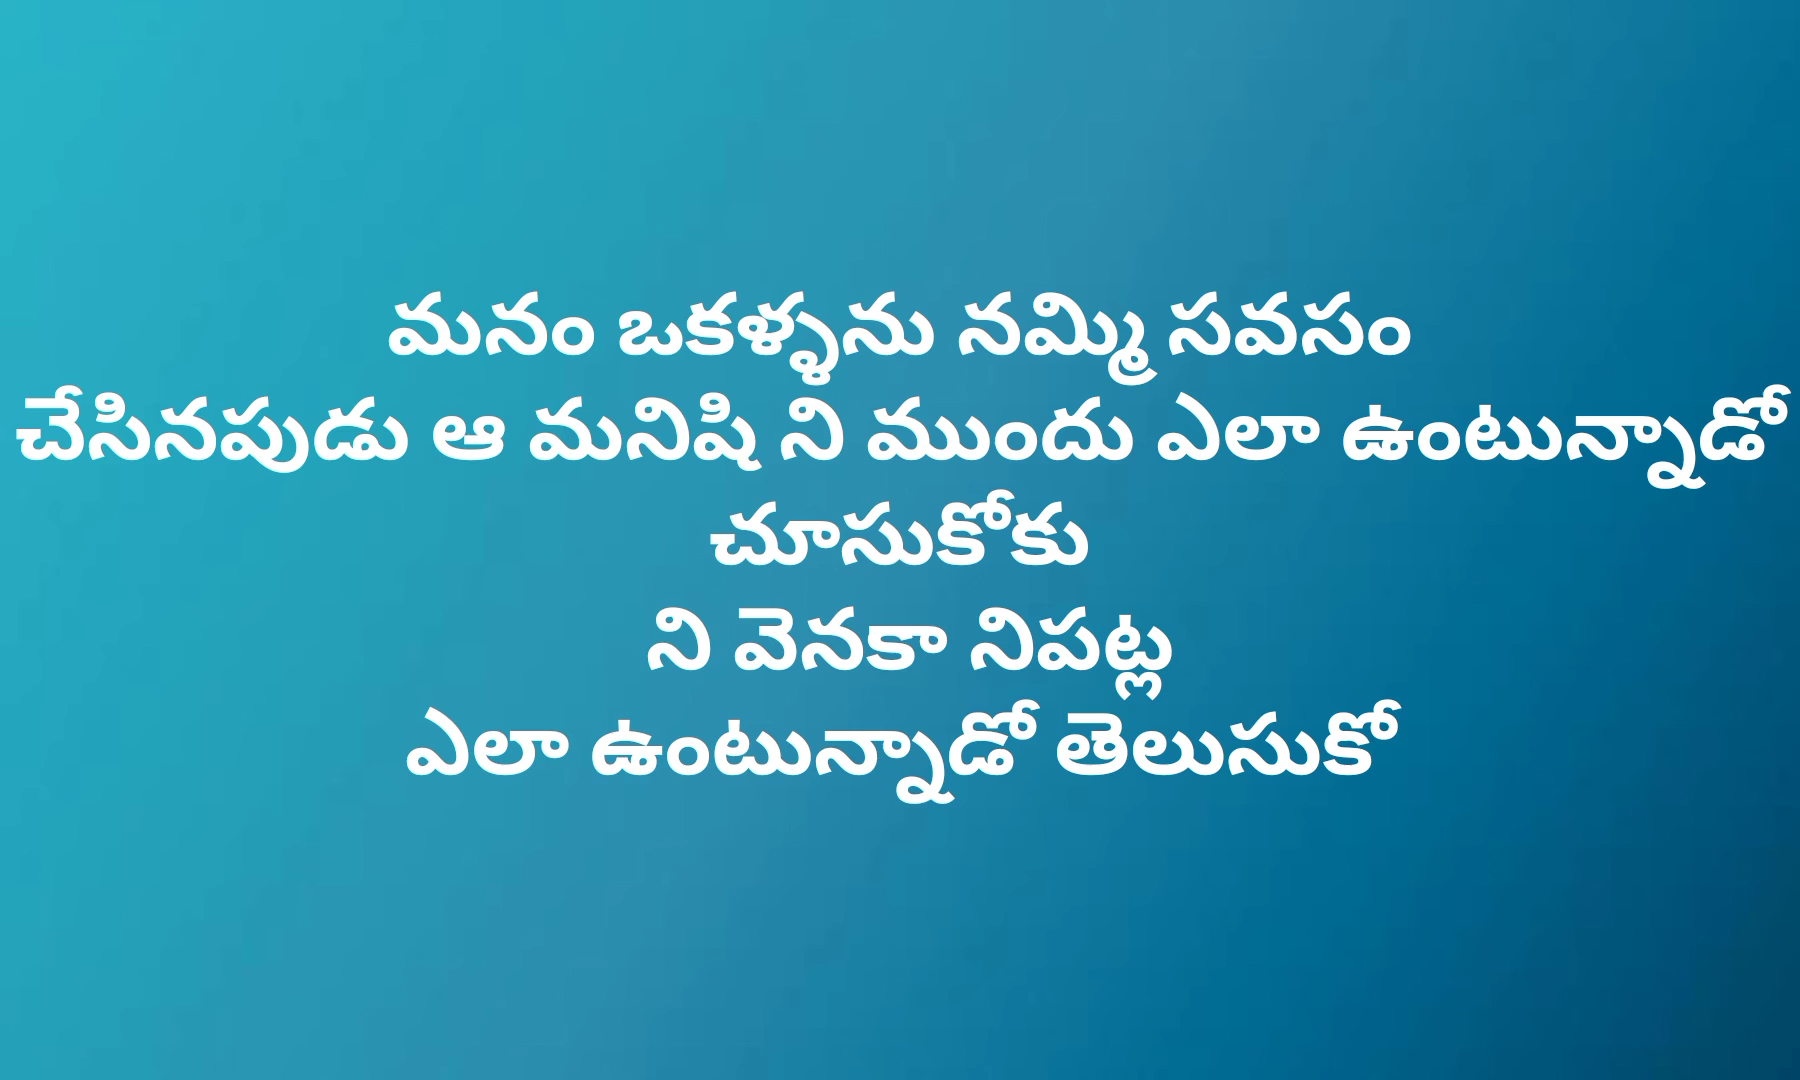 మనం ఒకళ్ళను నమ్మి సవసం
చేసినపుడు ఆ మనిషి ని ముందు ఎలా ఉంటున్నాడో
చూసుకోకు
ని వెనకా నిపట్ల
ఎలా ఉంటున్నాడో తెలుసుకో